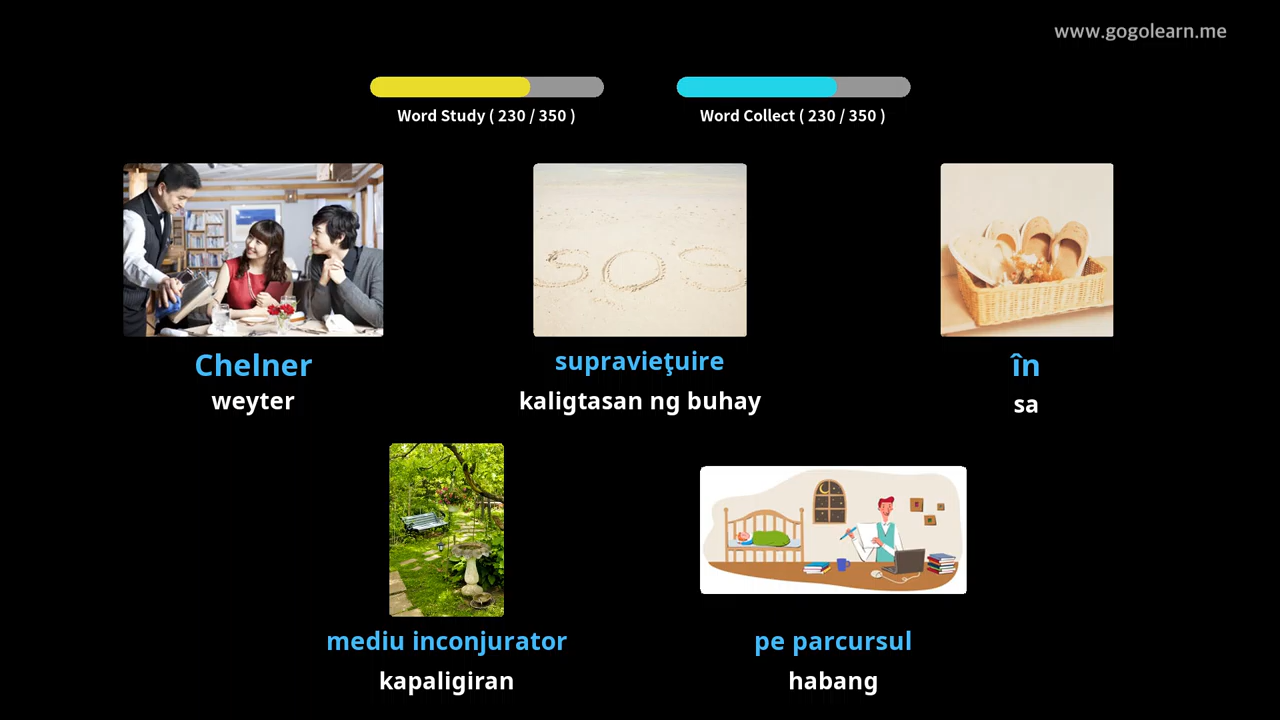 www.gogolearn.me
Word Study ( 230 / 350 )
Word Collect ( 230 / 350 )
SOS
Chelner
weyter
supravieţuire
kaligtasan ng buhay
în
sa
mediu inconjurator
kapaligiran
pe parcursul
habang